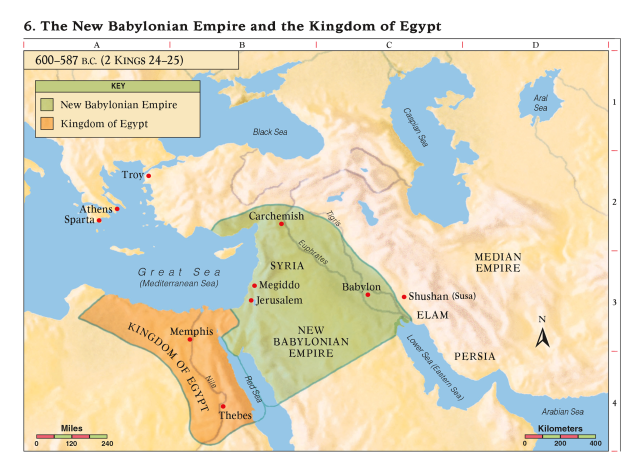 6. The New Babylonian Empire and the Kingdom of Egypt
A B C D
600–587 B.C. (2 KINGS 24–25)
KEY
New Babylonian Empire
Kingdom of Egypt
1
Aral
Sea
Caspian Sea
Black Sea
Troy
2
Athens
Sparta
Carchemish
Tigris
Euphrates
MEDIAN
EMPIRE
SYRIA
Great Sea
(Mediterranean Sea)
Megiddo
Babylon
Jerusalem
Shushan (Susa)
3
ELAM
N
KINGDOM OF EGYPT
Memphis
NEW
BABYLONIAN
EMPIRE
Lower Sea (Eastern Sea)
PERSIA
Nile
Red Sea
4
Thebes
Arabian Sea
Miles
0 120 240
Kilometers
0 200 400